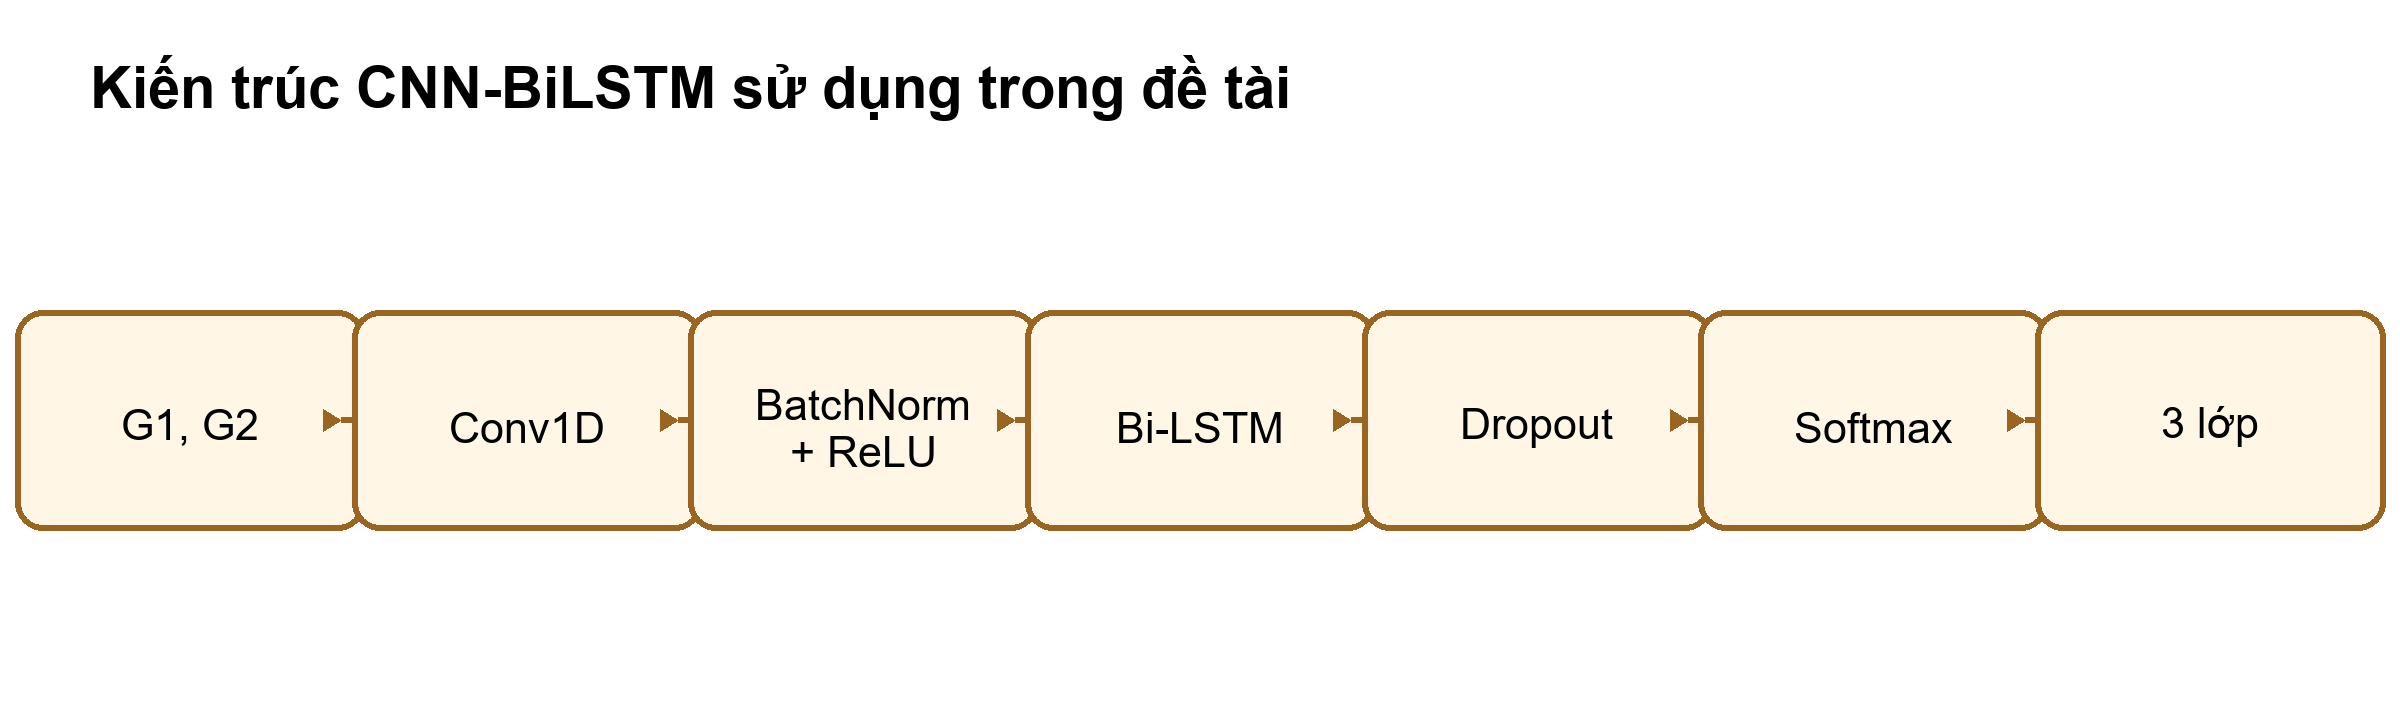 Kiến trúc CNN-BiLSTM sử dụng trong đề tài
G1, G2
Conv1D
BatchNorm
+ ReLU
Bi-LSTM
Dropout
Softmax
3 lớp